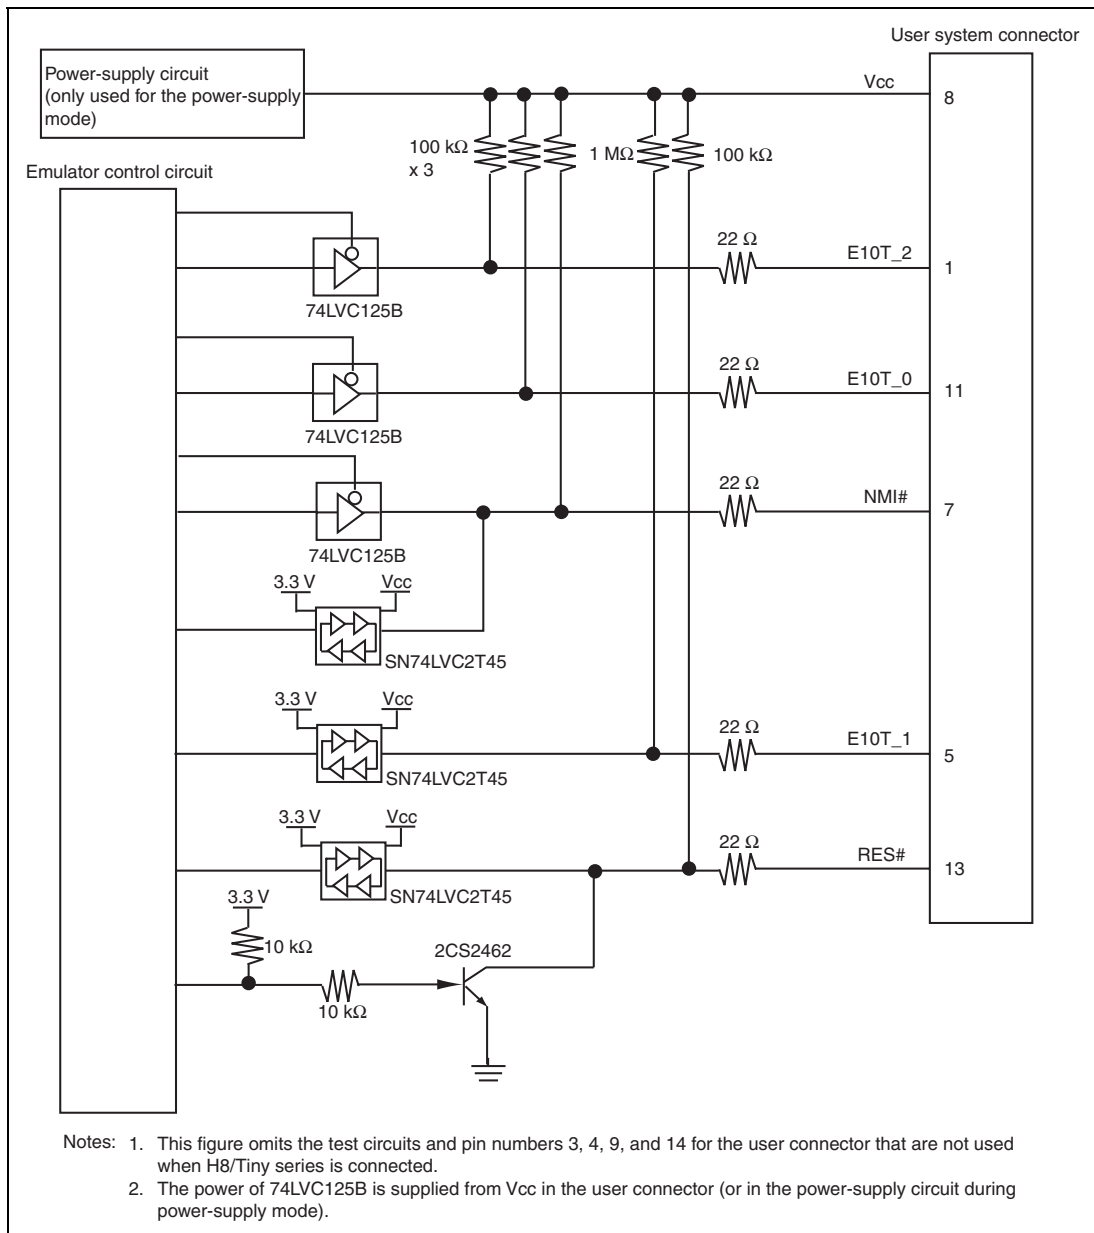 User system connector
Power-supply circuit
(only used for the power-supply
mode)
Vcc
8
100 kΩ
x 3
1 MΩ
100 kΩ
Emulator control circuit
22 Ω
E10T_2
1
74LVC125B
22 Ω
E10T_0
11
74LVC125B
22 Ω
NMI#
7
74LVC125B
3.3 V
Vcc
SN74LVC2T45
3.3 V
Vcc
22 Ω
E10T_1
5
SN74LVC2T45
3.3 V
Vcc
22 Ω
RES#
13
SN74LVC2T45
3.3 V
10 kΩ
2CS2462
10 kΩ
Notes: 1. This figure omits the test circuits and pin numbers 3, 4, 9, and 14 for the user connector that are not used
when H8/Tiny series is connected.
2. The power of 74LVC125B is supplied from Vcc in the user connector (or in the power-supply circuit during
power-supply mode).